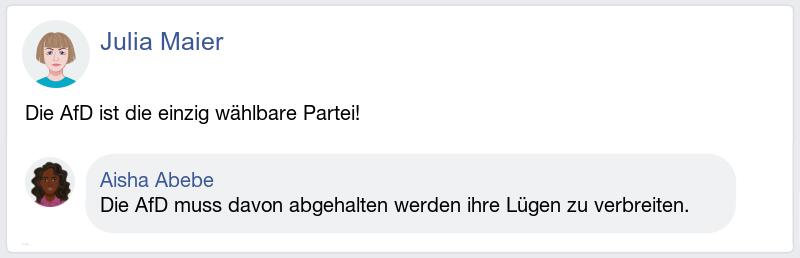 Julia Maier
Die AfD ist die einzig wählbare Partei!
Aisha Abebe
Die AfD muss davon abgehalten werden ihre Lügen zu verbreiten.